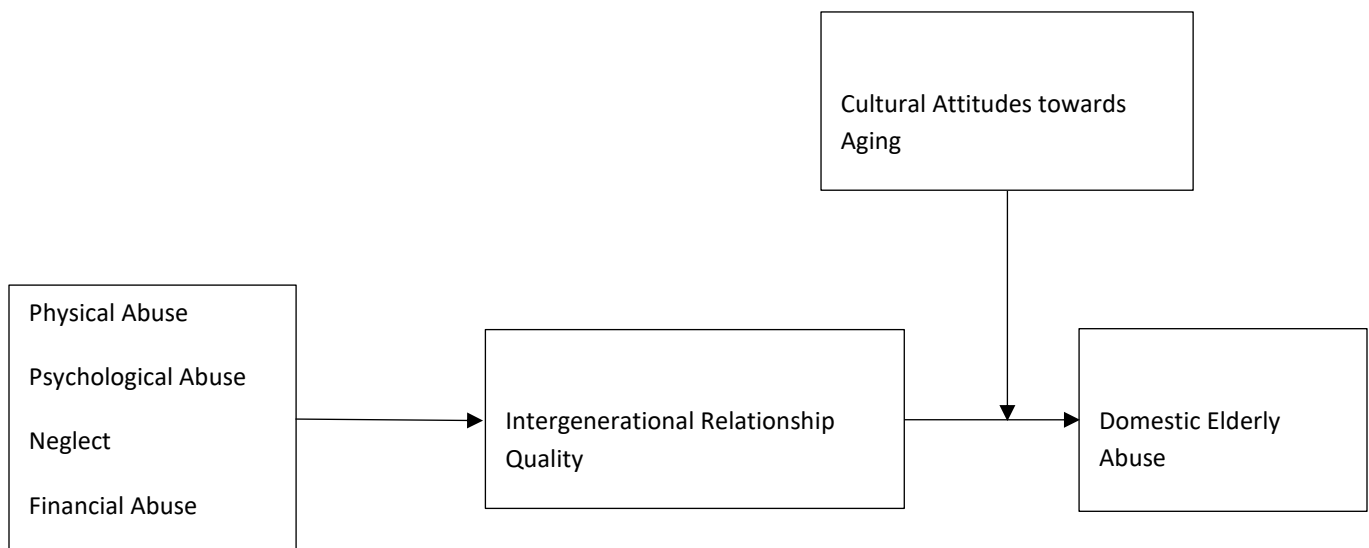 Cultural Attitudes towards
Aging
Physical Abuse
Psychological Abuse
Neglect
Financial Abuse
Intergenerational Relationship
Quality
Domestic Elderly
Abuse